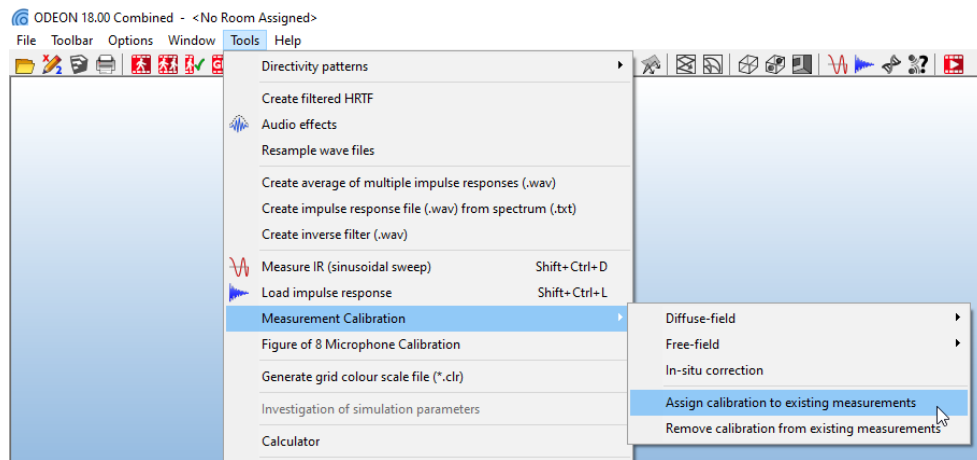 ODEON 18.00 Combined - <No Room Assigned>
File Toolbar Options Window Tools Help
Directivity patterns
Create filtered HRTF
Audio effects
Resample wave files
Create average of multiple impulse responses (.wav)
Create impulse response file (.wav) from spectrum (.txt)
Create inverse filter (.wav)
Measure IR (sinusoidal sweep) Shift+Ctrl+D
Load impulse response Shift+Ctrl+L
Measurement Calibration
Figure of 8 Microphone Calibration
Generate grid colour scale file (*.clr)
Investigation of simulation parameters
Calculator
Diffuse-field
Free-field
In-situ correction
Assign calibration to existing measurements
Remove calibration from existing measurements